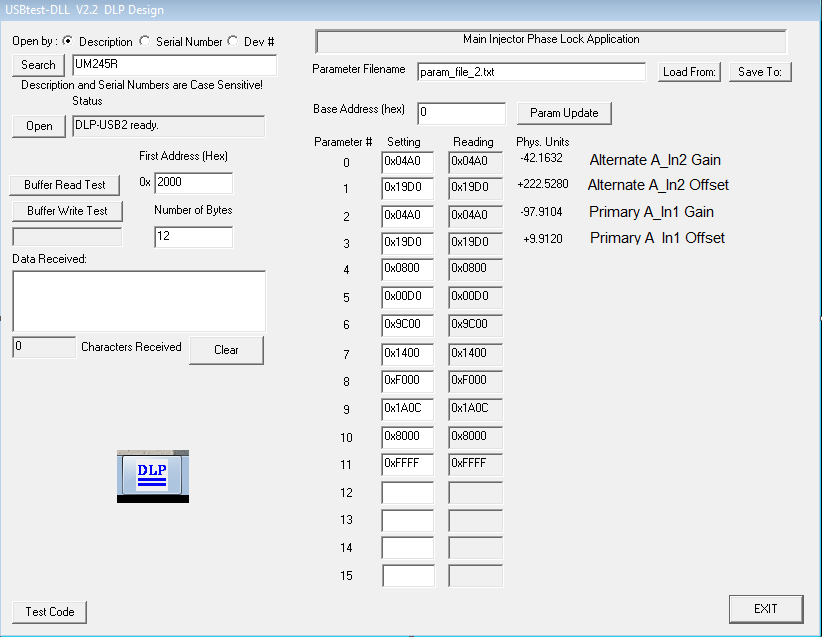 USBtest-DLL V2.2 DLP Design
Open by : Description Serial Number Dev #
Search UM245R
Description and Serial Numbers are Case Sensitive!
Status
Open DLP-USB2 ready.
First Address (Hex)
Buffer Read Test 0x 2000
Buffer Write Test Number of Bytes
12
Data Received:
0 Characters Received Clear
DLP
Test Code
Main Injector Phase Lock Application
Parameter Filename param_file_2.txt Load From: Save To:
Base Address (hex) 0 Param Update
Parameter # Setting Reading Phys. Units
0 0x04A0 0x04A0 -42.1632 Alternate A_In2 Gain
1 0x19D0 0x19D0 +222.5280 Alternate A_In2 Offset
2 0x04A0 0x04A0 -97.9104 Primary A_In1 Gain
3 0x19D0 0x19D0 +9.9120 Primary A_In1 Offset
4 0x0800 0x0800
5 0x00D0 0x00D0
6 0x9C00 0x9C00
7 0x1400 0x1400
8 0xF000 0xF000
9 0x1A0C 0x1A0C
10 0x8000 0x8000
11 0xFFFF 0xFFFF
12
13
14
15
EXIT